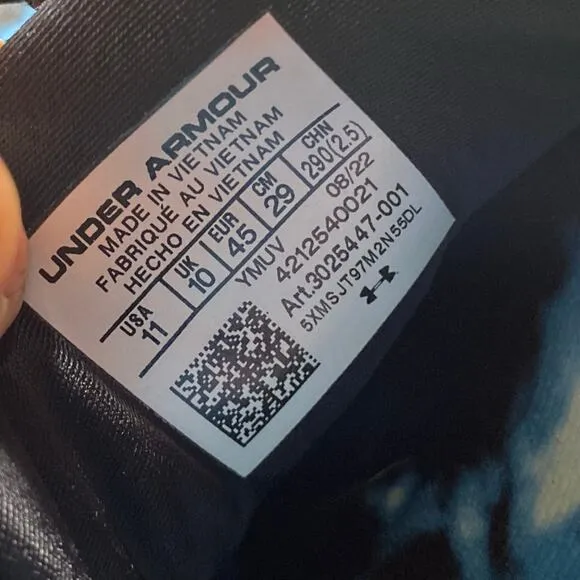 UNDER ARMOUR
MADE IN VIETNAM
FABRIQUÉ AU VIETNAM
HECHO EN VIETNAM
USA UK EUR CM CHN
11 10 45 29 290(2.5)
YMUV 08/22
4212540021
Art.3025447-001
5XMSJT97M2N55DL